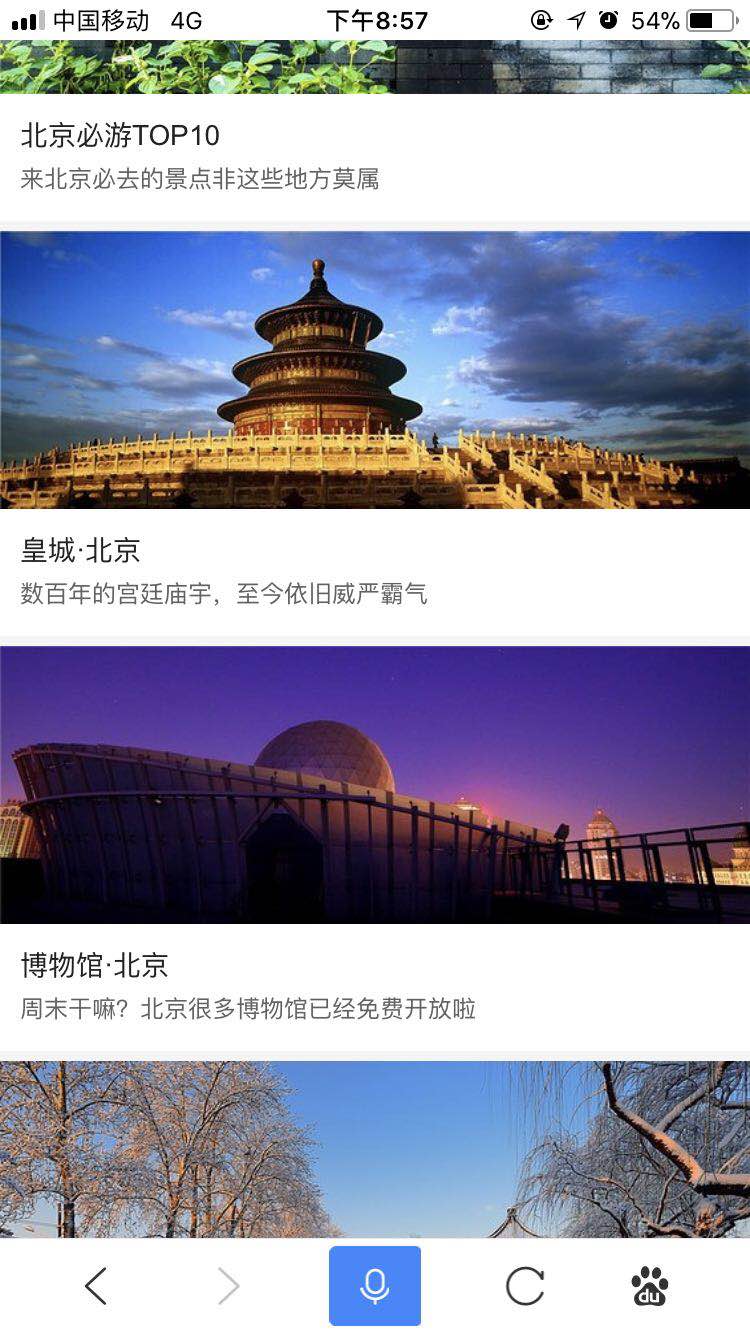 中国移动 4G 下午8:57 54%
北京必游TOP10
来北京必去的景点非这些地方莫属
皇城·北京
数百年的宫廷庙宇，至今依旧威严霸气
博物馆·北京
周末干嘛？北京很多博物馆已经免费开放啦
du